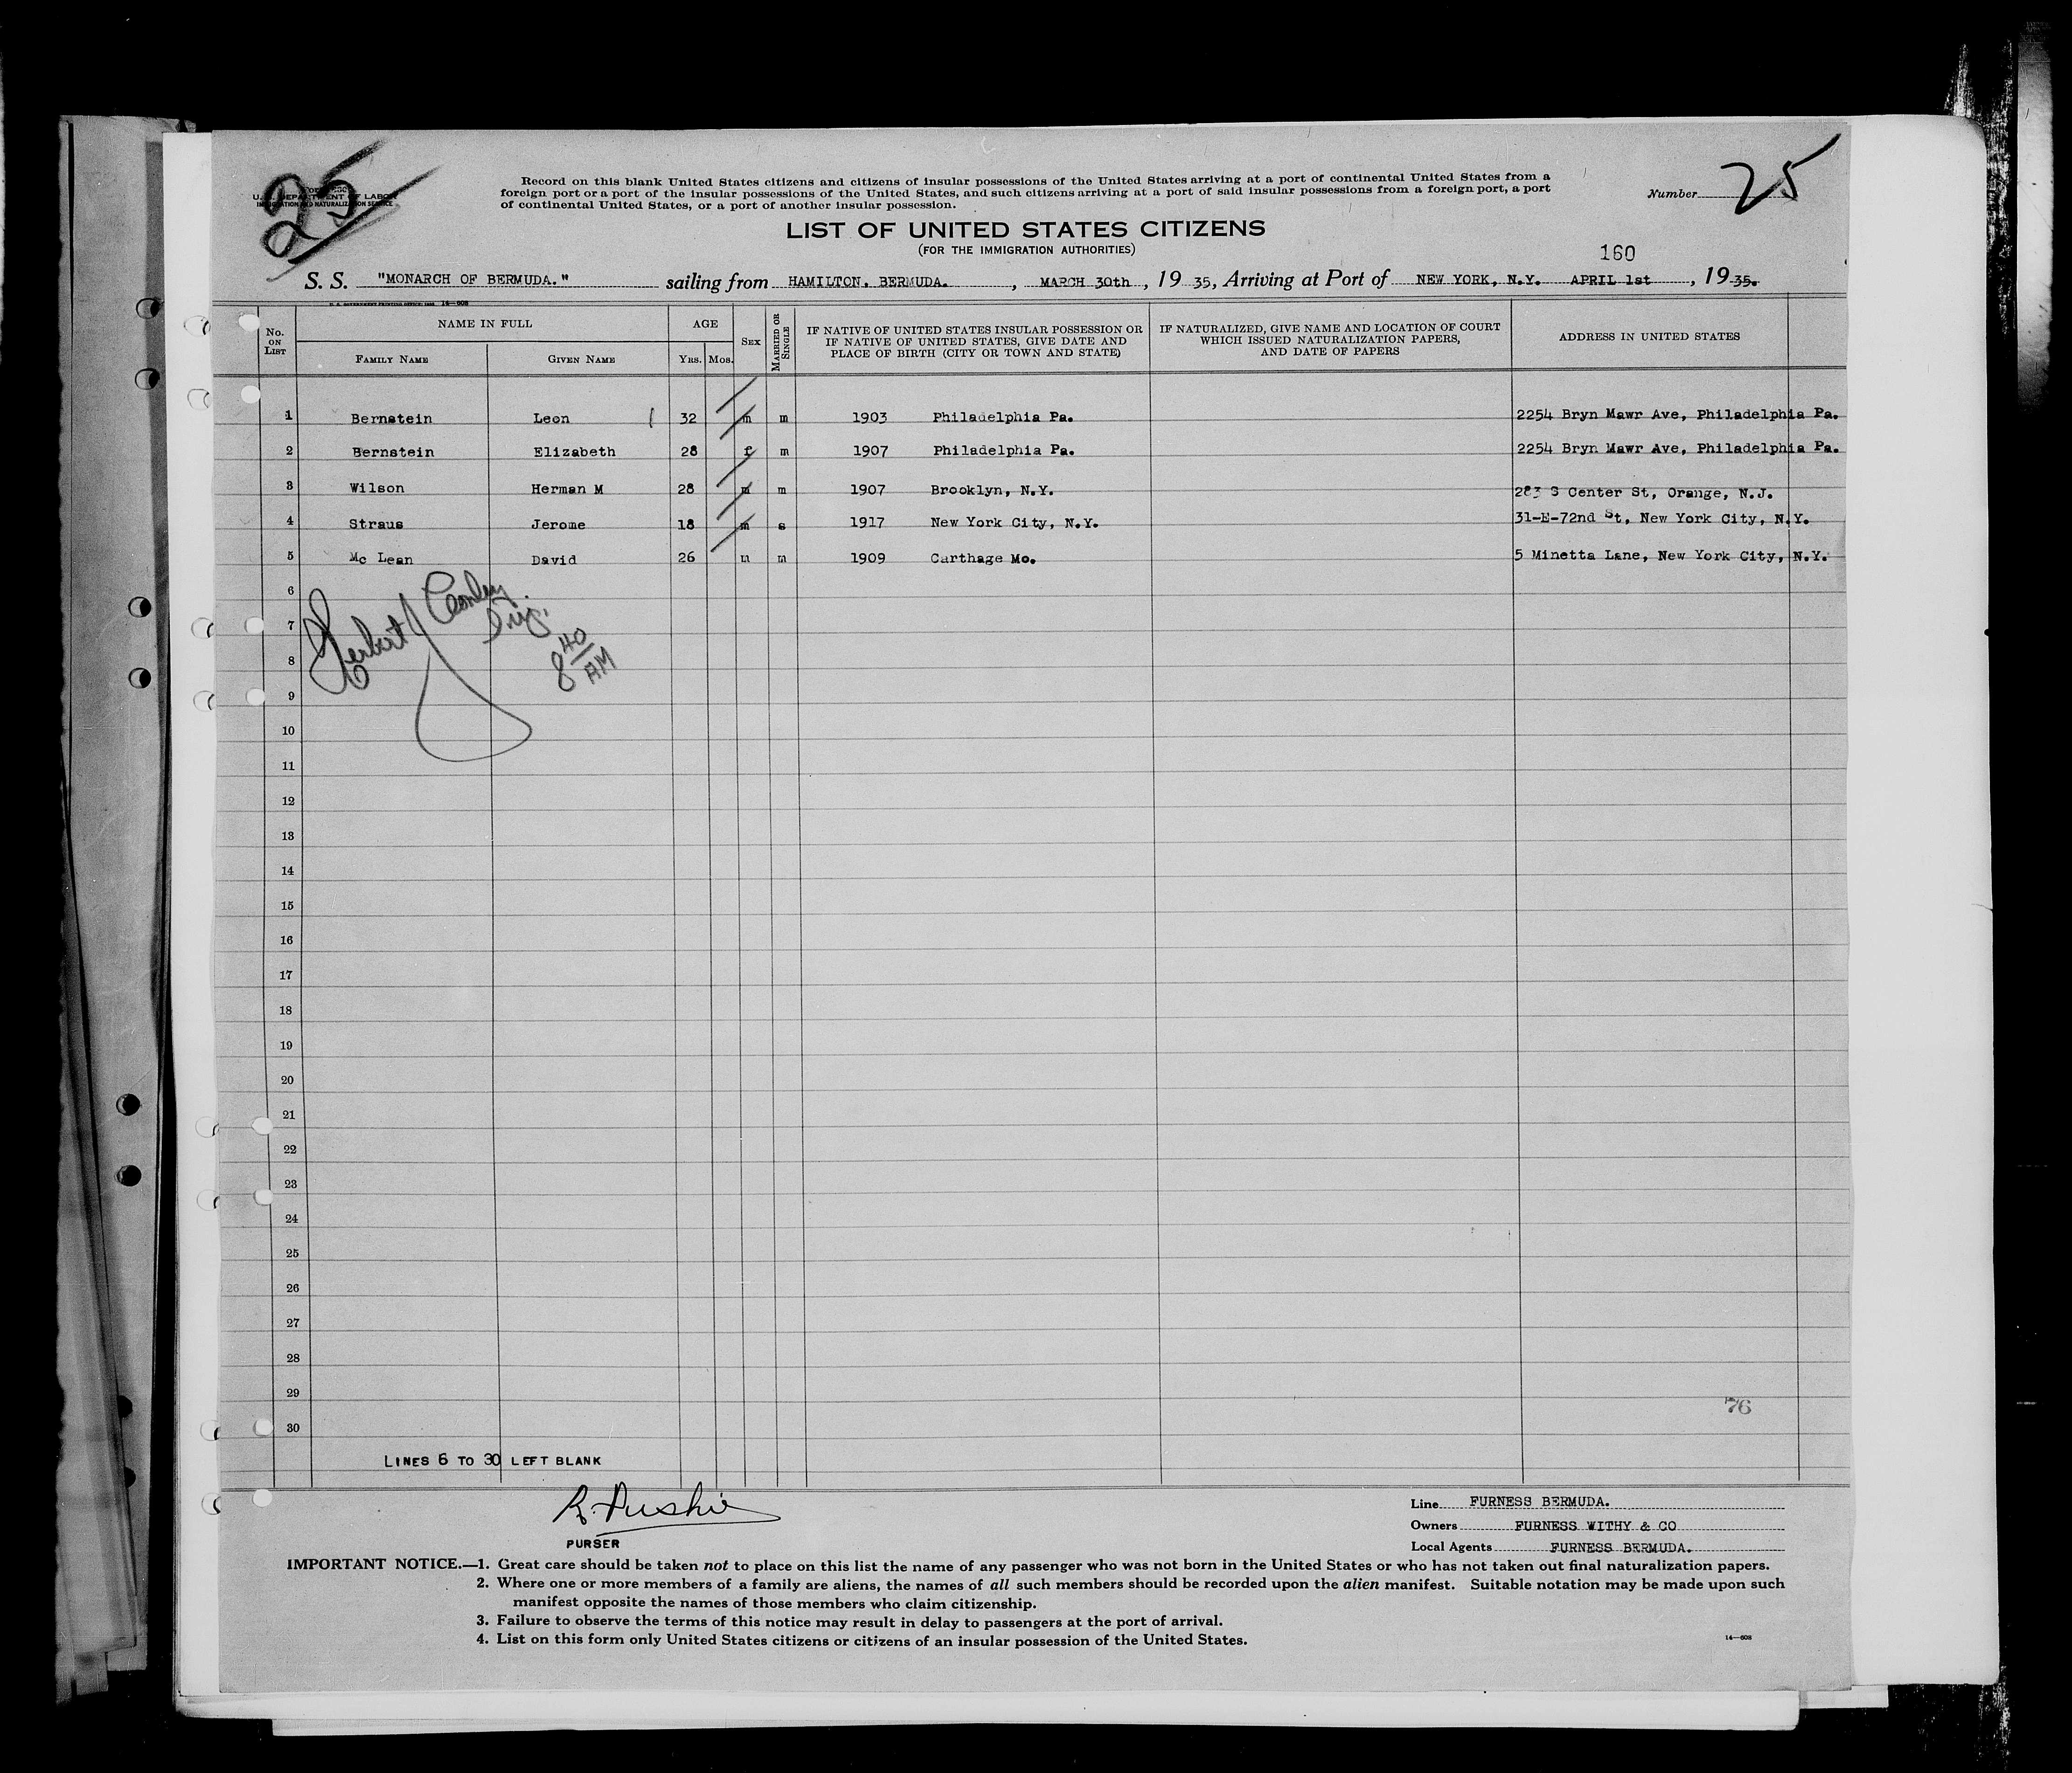 25
U.S. DEPARTMENT OF LABOR
IMMIGRATION AND NATURALIZATION SERVICE
Record on this blank United States citizens and citizens of insular possessions of the United States arriving at a port of continental United States from a
foreign port or a port of the insular possessions of the United States, and such citizens arriving at a port of said insular possessions from a foreign port, a port
of continental United States, or a port of another insular possession.
Number 25
LIST OF UNITED STATES CITIZENS
(FOR THE IMMIGRATION AUTHORITIES)
160
S. S. "MONARCH OF BERMUDA." sailing from HAMILTON. BERMUDA. , MARCH 30th , 19 35, Arriving at Port of NEW YORK, N.Y. APRIL 1st , 19 35.
U. S. GOVERNMENT PRINTING OFFICE 14—608
No. ON LIST NAME IN FULL FAMILY NAME GIVEN NAME AGE YRS. MOS. SEX MARRIED OR SINGLE IF NATIVE OF UNITED STATES INSULAR POSSESSION OR IF NATIVE OF UNITED STATES, GIVE DATE AND PLACE OF BIRTH (CITY OR TOWN AND STATE) IF NATURALIZED, GIVE NAME AND LOCATION OF COURT WHICH ISSUED NATURALIZATION PAPERS, AND DATE OF PAPERS ADDRESS IN UNITED STATES
1 Bernstein Leon 32 m m 1903 Philadelphia Pa. 2254 Bryn Mawr Ave, Philadelphia Pa.
2 Bernstein Elizabeth 28 f m 1907 Philadelphia Pa. 2254 Bryn Mawr Ave, Philadelphia Pa.
3 Wilson Herman M 28 m m 1907 Brooklyn, N.Y. 283 S Center St, Orange, N.J.
4 Straus Jerome 18 m s 1917 New York City, N.Y. 31-E-72nd St, New York City, N.Y.
5 Mc Lean David 26 m m 1909 Carthage Mo. 5 Minetta Lane, New York City, N.Y.
6
7
8
Herbert J Conley
8 40 AM
9
10
11
12
13
14
15
16
17
18
19
20
21
22
23
24
25
26
27
28
29
76
30
LINES 6 TO 30 LEFT BLANK
PURSER
Line FURNESS BERMUDA.
Owners FURNESS WITHY & CO
Local Agents FURNESS BERMUDA.
IMPORTANT NOTICE.—1. Great care should be taken not to place on this list the name of any passenger who was not born in the United States or who has not taken out final naturalization papers.
2. Where one or more members of a family are aliens, the names of all such members should be recorded upon the alien manifest. Suitable notation may be made upon such
manifest opposite the names of those members who claim citizenship.
3. Failure to observe the terms of this notice may result in delay to passengers at the port of arrival.
4. List on this form only United States citizens or citizens of an insular possession of the United States.
14—608